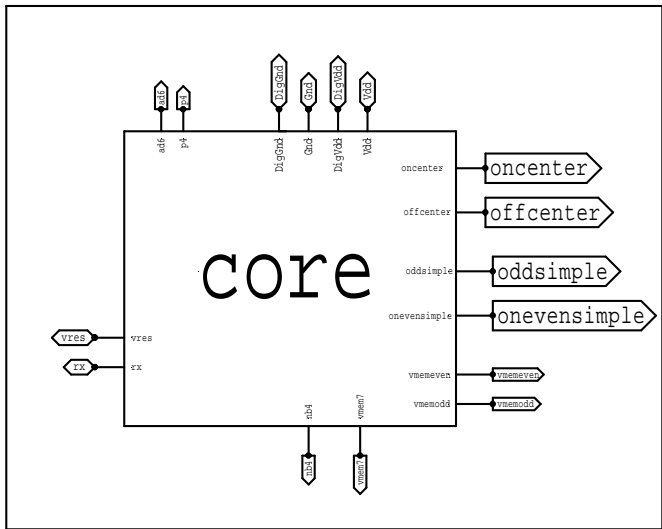 ad6
p4
DigGnd
Gnd
DigVdd
Vdd
ad6
p4
DigGnd
Gnd
DigVdd
Vdd
oncenter
oncenter
offcenter
offcenter
core
oddsimple
oddsimple
onevensimple
onevensimple
vres
vres
rx
rx
vmemeven
vmemeven
vmemodd
vmemodd
nb4
vmem7
nb4
vmem7